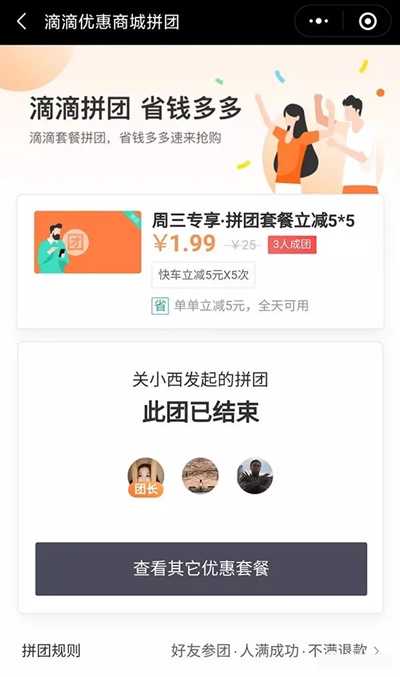 滴滴优惠商城拼团
滴滴拼团 省钱多多
滴滴套餐拼团，省钱多多速来抢购
团
周三专享·拼团套餐立减5*5
¥1.99 ¥25 3人成团
快车立减5元X5次
省 单单立减5元，全天可用
关小西发起的拼团
此团已结束
团长
查看其它优惠套餐
拼团规则 好友参团·人满成功·不满退款